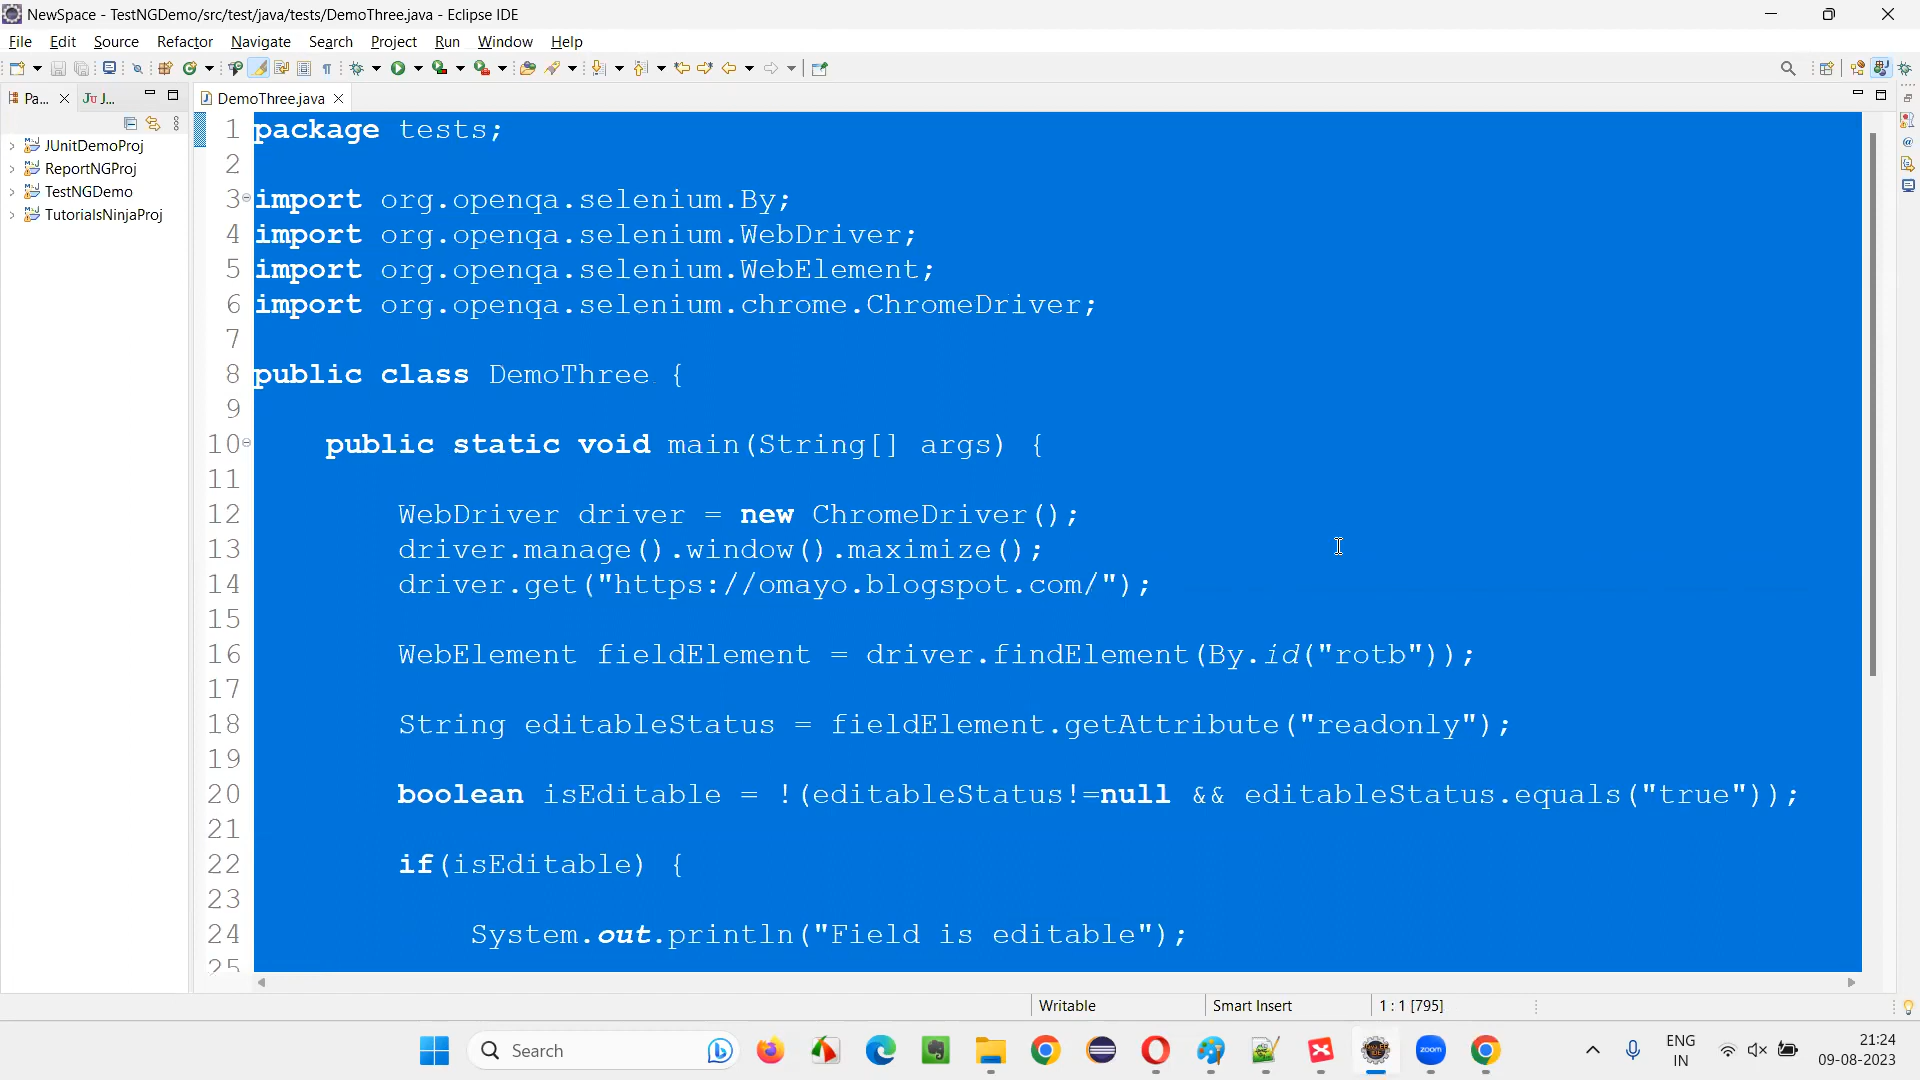 NewSpace - TestNGDemo/src/test/java/tests/DemoThree.java - Eclipse IDE
File Edit Source Refactor Navigate Search Project Run Window Help
Pa... J... DemoThree.java
JUnitDemoProj
ReportNGProj
TestNGDemo
TutorialsNinjaProj
1 package tests;
2
3 import org.openqa.selenium.By;
4 import org.openqa.selenium.WebDriver;
5 import org.openqa.selenium.WebElement;
6 import org.openqa.selenium.chrome.ChromeDriver;
7
8 public class DemoThree {
9
10 public static void main(String[] args) {
11
12 WebDriver driver = new ChromeDriver();
13 driver.manage().window().maximize();
14 driver.get("https://omayo.blogspot.com/");
15
16 WebElement fieldElement = driver.findElement(By.id("rotb"));
17
18 String editableStatus = fieldElement.getAttribute("readonly");
19
20 boolean isEditable = !(editableStatus!=null && editableStatus.equals("true"));
21
22 if(isEditable) {
23
24 System.out.println("Field is editable");
25
Writable Smart Insert 1 : 1 [795]
Search zoom ENG
IN
21:24
09-08-2023